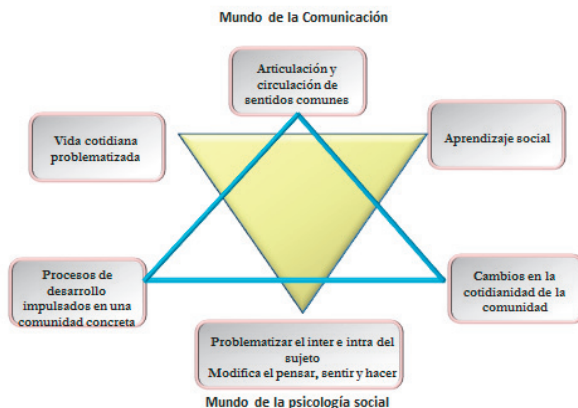 Mundo de la Comunicación
Articulación y
circulación de
sentidos comunes
Vida cotidiana
problematizada
Aprendizaje social
Procesos de
desarrollo
impulsados en una
comunidad concreta
Cambios en la
cotidianidad de la
comunidad
Problematizar el inter e intra del
sujeto
Modifica el pensar, sentir y hacer
Mundo de la psicología social